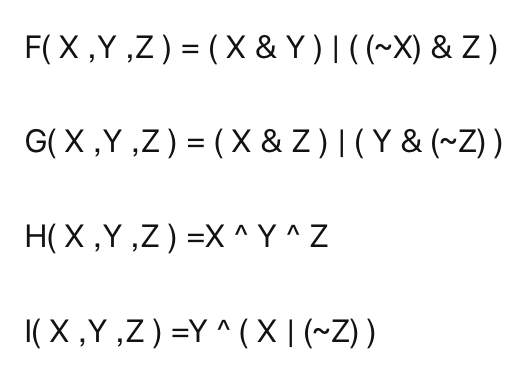 F( X ,Y ,Z ) = ( X & Y ) | ( (~X) & Z )
G( X ,Y ,Z ) = ( X & Z ) | ( Y & (~Z) )
H( X ,Y ,Z ) =X ^ Y ^ Z
I( X ,Y ,Z ) =Y ^ ( X | (~Z) )